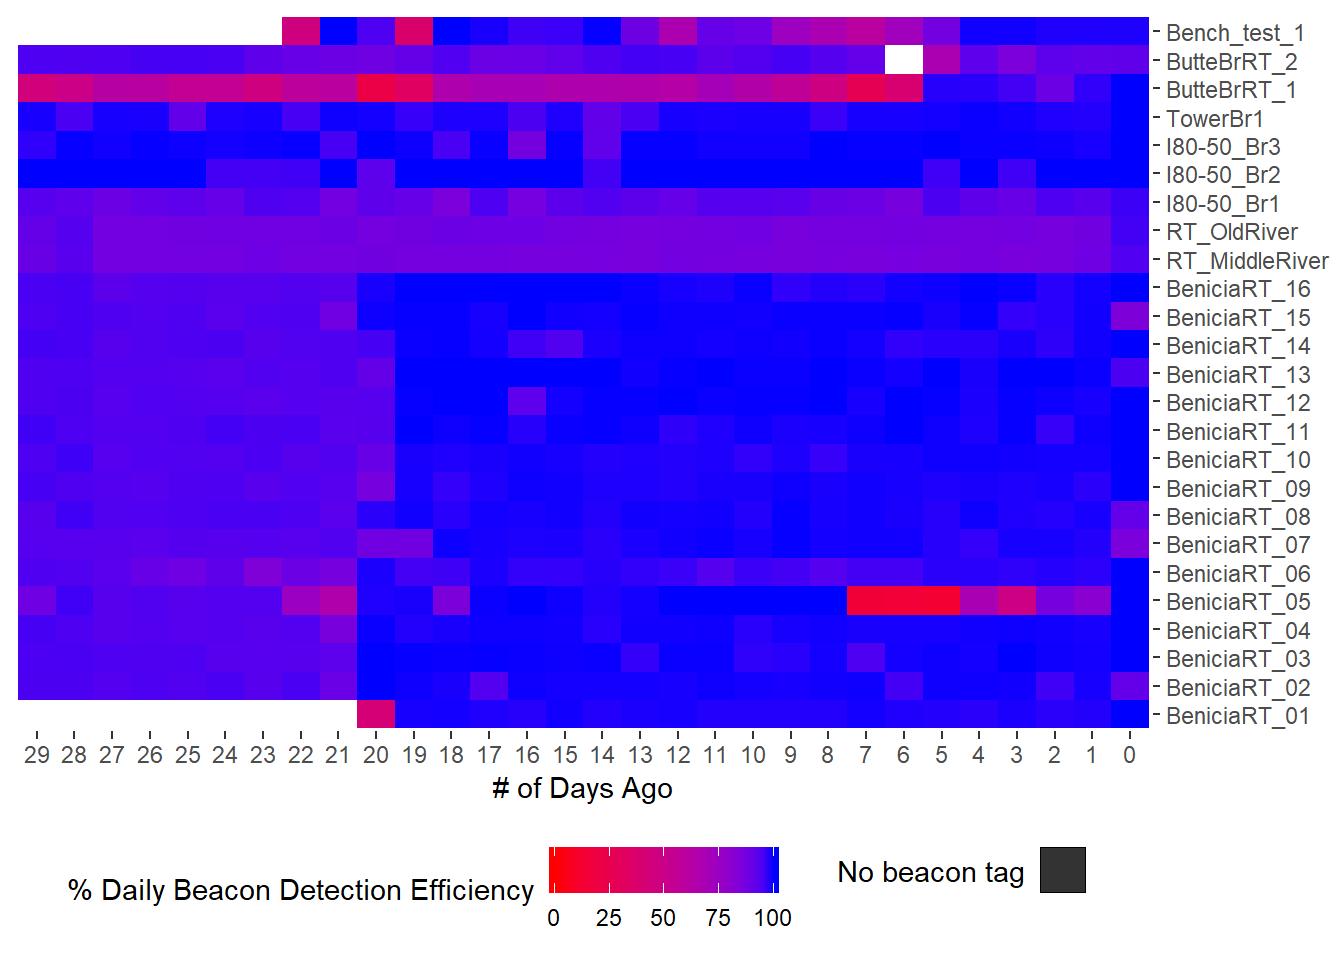 Bench_test_1
ButteBrRT_2
ButteBrRT_1
TowerBr1
I80-50_Br3
I80-50_Br2
I80-50_Br1
RT_OldRiver
RT_MiddleRiver
BeniciaRT_16
BeniciaRT_15
BeniciaRT_14
BeniciaRT_13
BeniciaRT_12
BeniciaRT_11
BeniciaRT_10
BeniciaRT_09
BeniciaRT_08
BeniciaRT_07
BeniciaRT_06
BeniciaRT_05
BeniciaRT_04
BeniciaRT_03
BeniciaRT_02
BeniciaRT_01
29 28 27 26 25 24 23 22 21 20 19 18 17 16 15 14 13 12 11 10 9 8 7 6 5 4 3 2 1 0
# of Days Ago
% Daily Beacon Detection Efficiency
0 25 50 75 100
No beacon tag